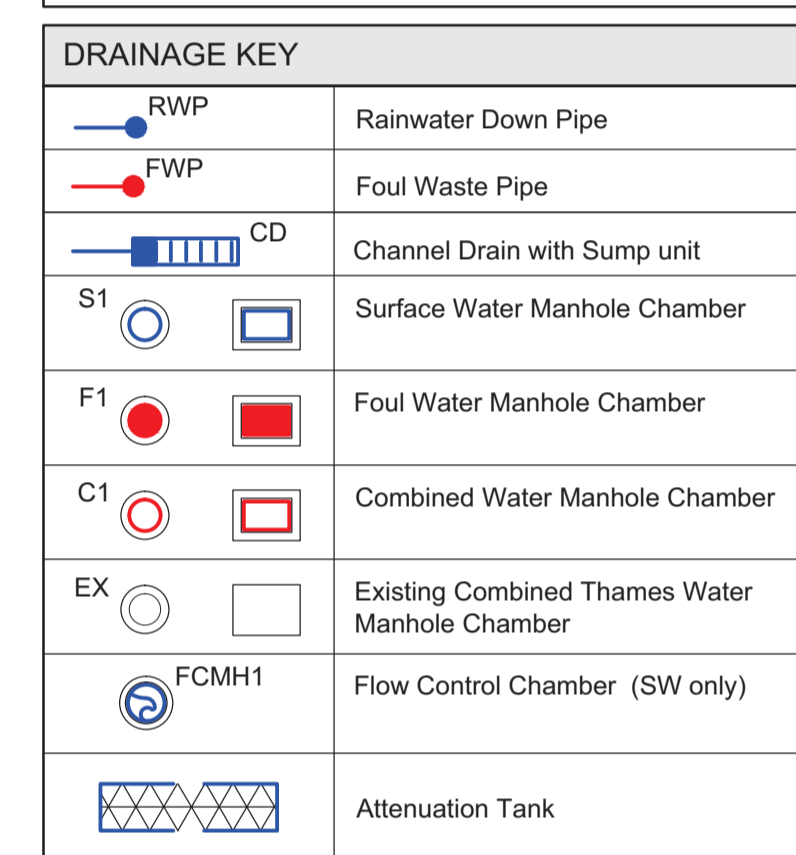 DRAINAGE KEY
RWP
Rainwater Down Pipe
FWP
Foul Waste Pipe
CD
Channel Drain with Sump unit
S1
Surface Water Manhole Chamber
F1
Foul Water Manhole Chamber
C1
Combined Water Manhole Chamber
EX
Existing Combined Thames Water
Manhole Chamber
FCMH1
Flow Control Chamber (SW only)
Attenuation Tank